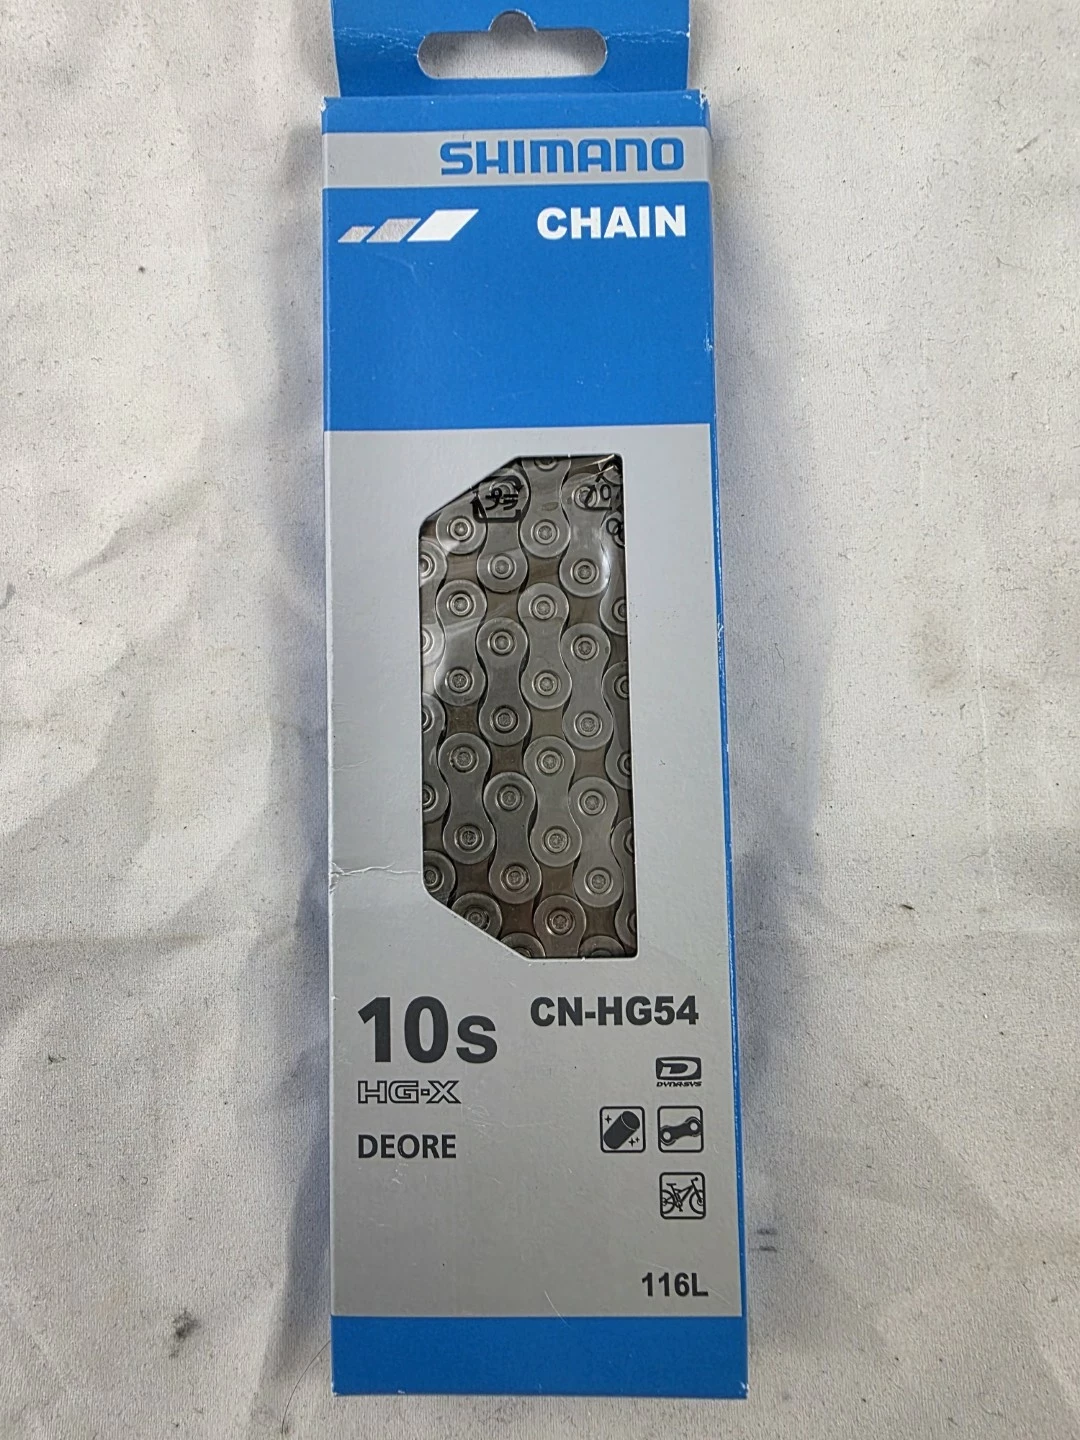 SHIMANO
CHAIN
10s
CN-HG54
HG-X
DYNA-SYS
DEORE
116L